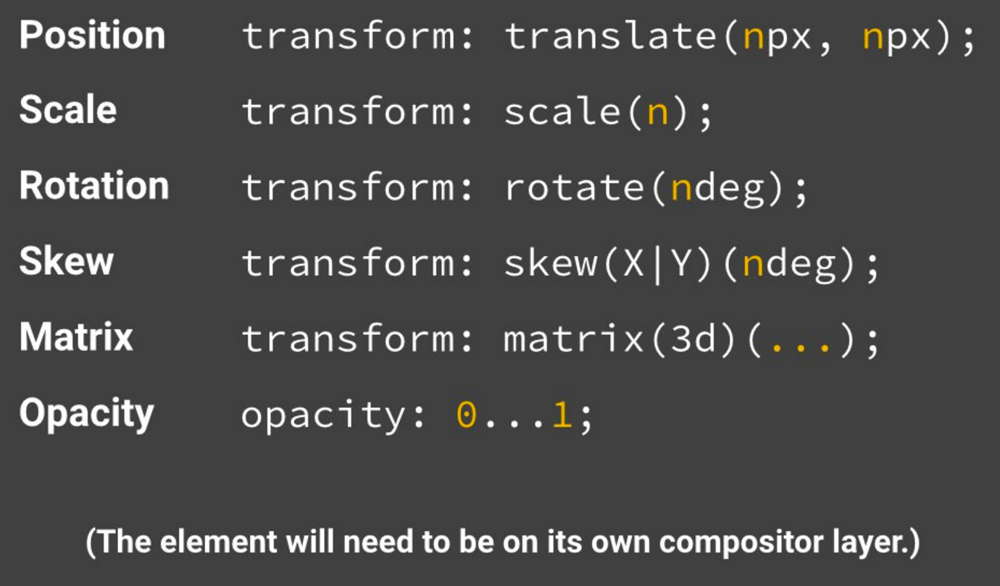 Position transform: translate(npx, npx);
Scale transform: scale(n);
Rotation transform: rotate(ndeg);
Skew transform: skew(X|Y)(ndeg);
Matrix transform: matrix(3d)(...);
Opacity opacity: 0...1;
(The element will need to be on its own compositor layer.)